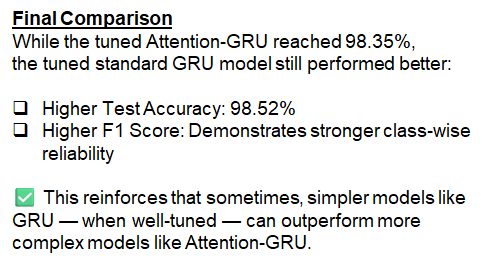 Final Comparison
While the tuned Attention-GRU reached 98.35%,
the tuned standard GRU model still performed better:
❑ Higher Test Accuracy: 98.52%
❑ Higher F1 Score: Demonstrates stronger class-wise
reliability
✅ This reinforces that sometimes, simpler models like
GRU — when well-tuned — can outperform more
complex models like Attention-GRU.